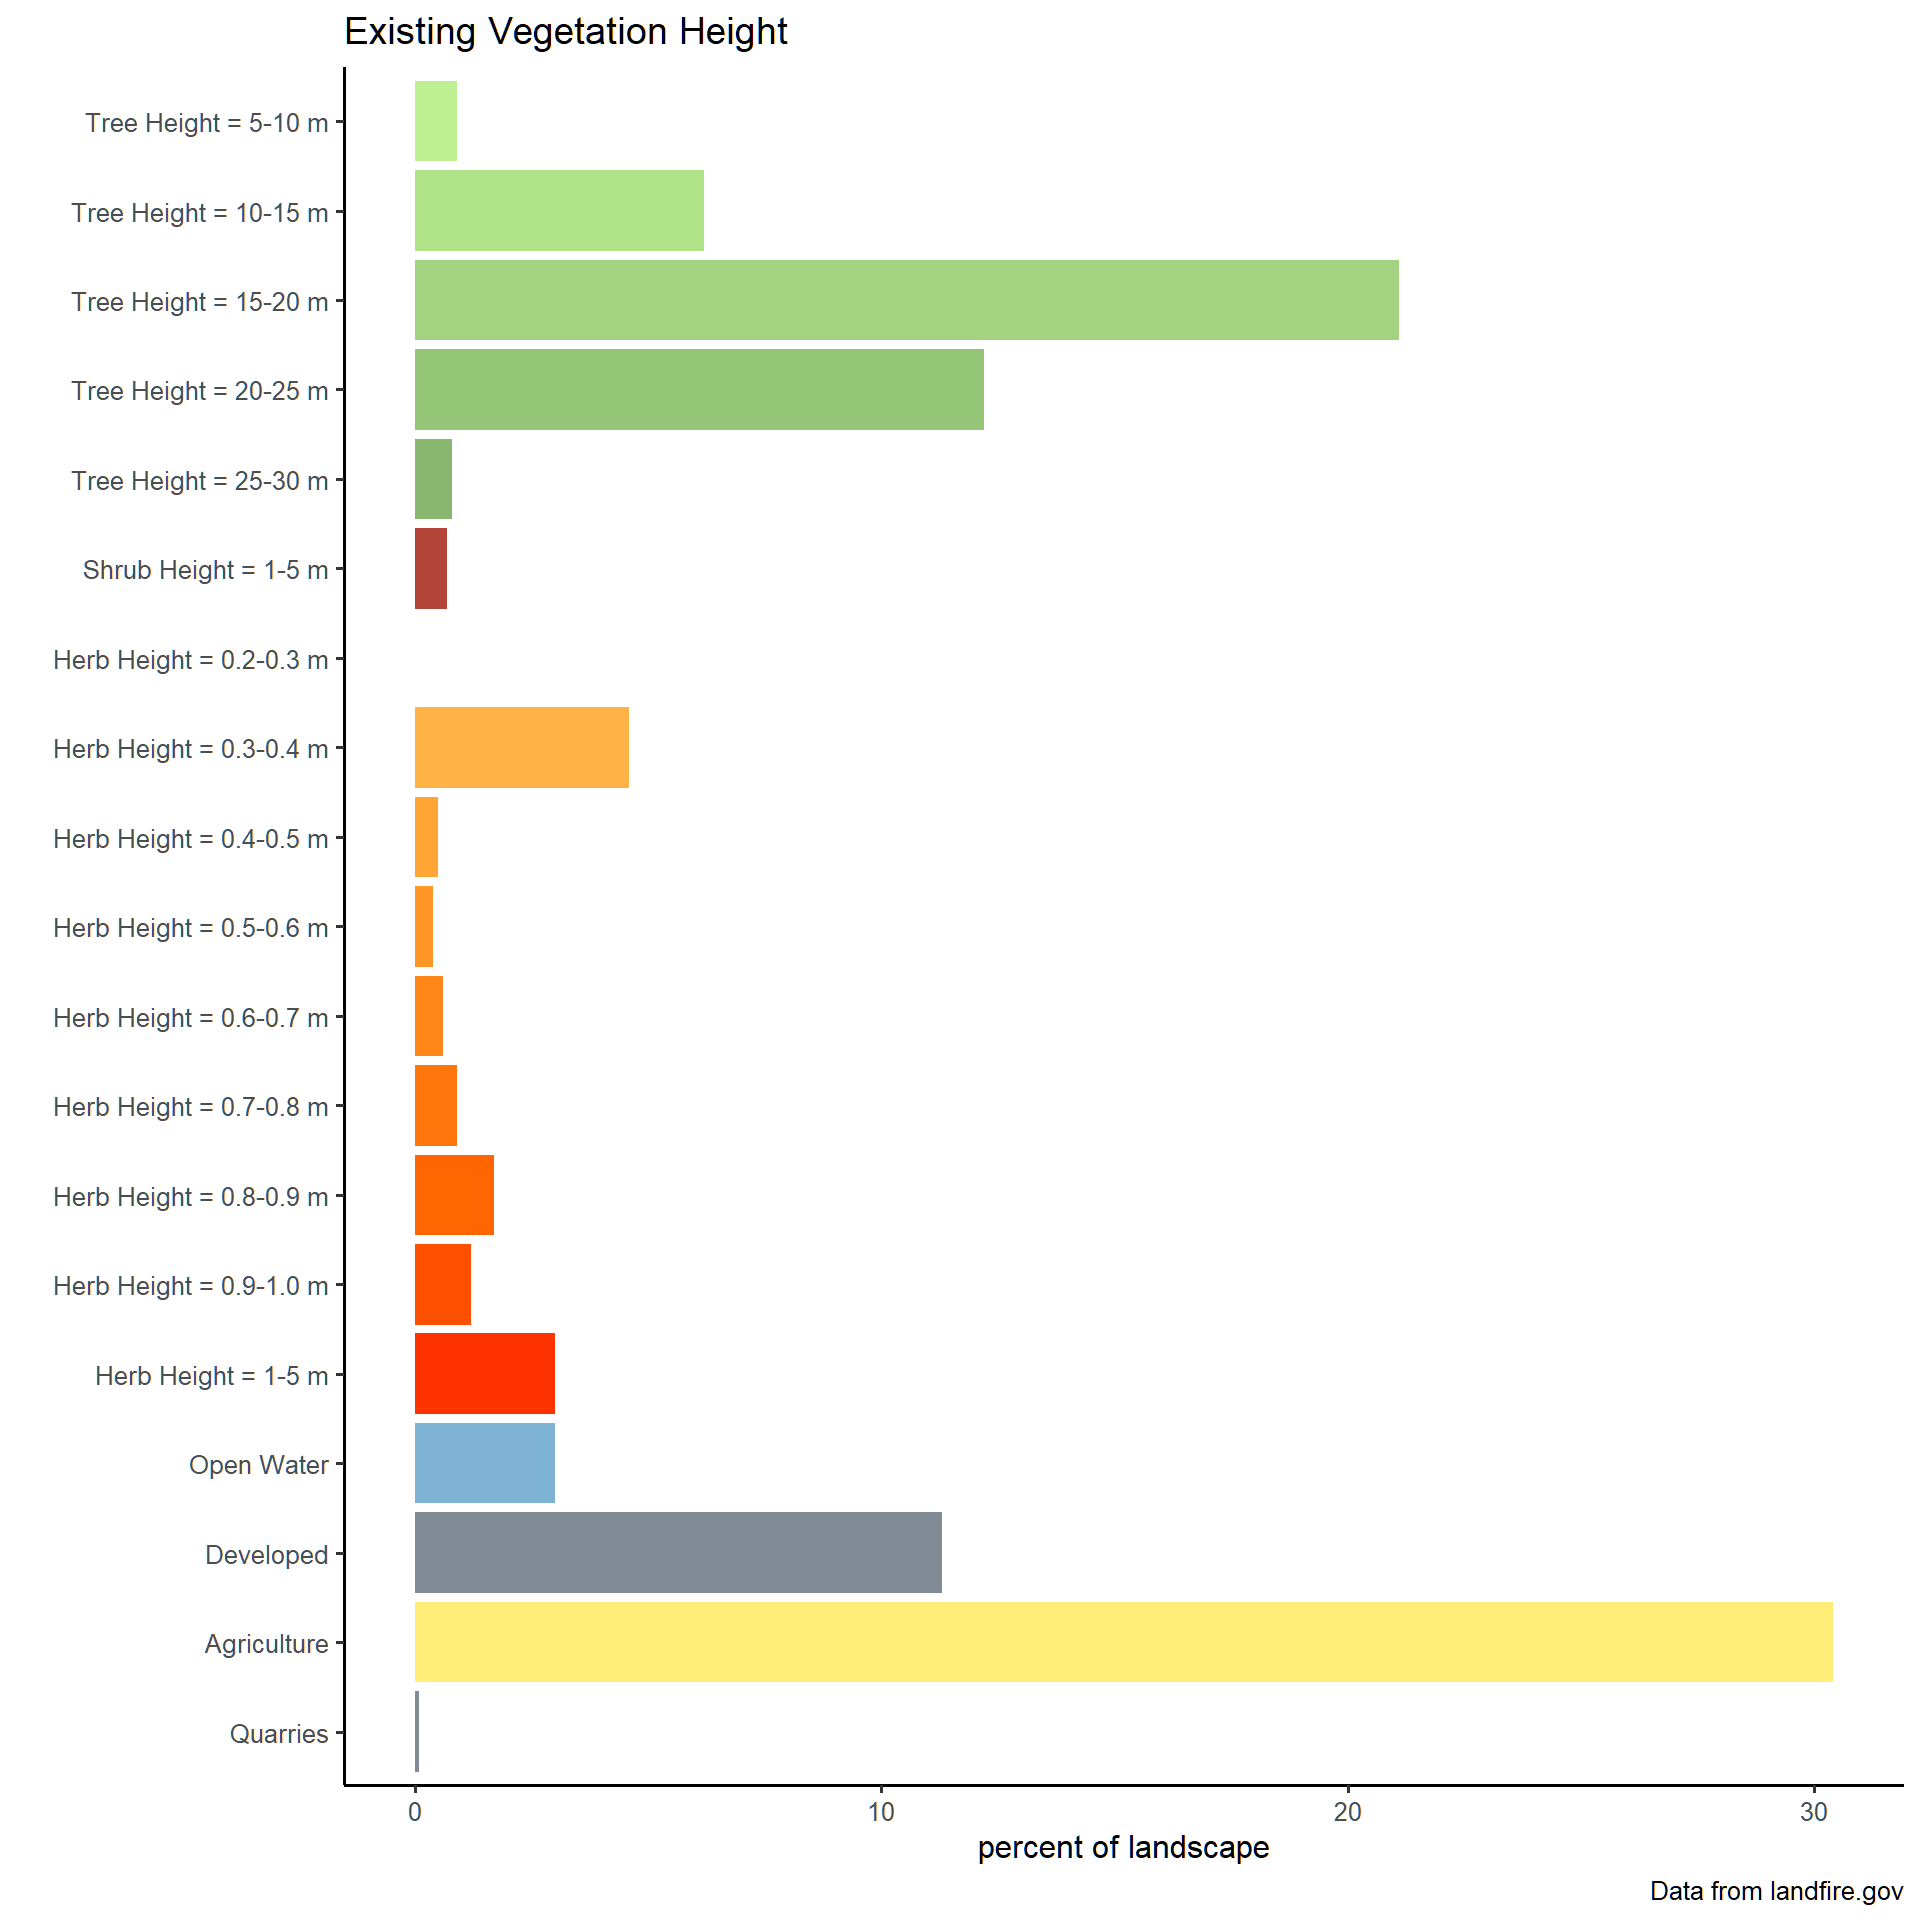 Existing Vegetation Height
Tree Height = 5-10 m
Tree Height = 10-15 m
Tree Height = 15-20 m
Tree Height = 20-25 m
Tree Height = 25-30 m
Shrub Height = 1-5 m
Herb Height = 0.2-0.3 m
Herb Height = 0.3-0.4 m
Herb Height = 0.4-0.5 m
Herb Height = 0.5-0.6 m
Herb Height = 0.6-0.7 m
Herb Height = 0.7-0.8 m
Herb Height = 0.8-0.9 m
Herb Height = 0.9-1.0 m
Herb Height = 1-5 m
Open Water
Developed
Agriculture
Quarries
0 10 20 30
percent of landscape
Data from landfire.gov